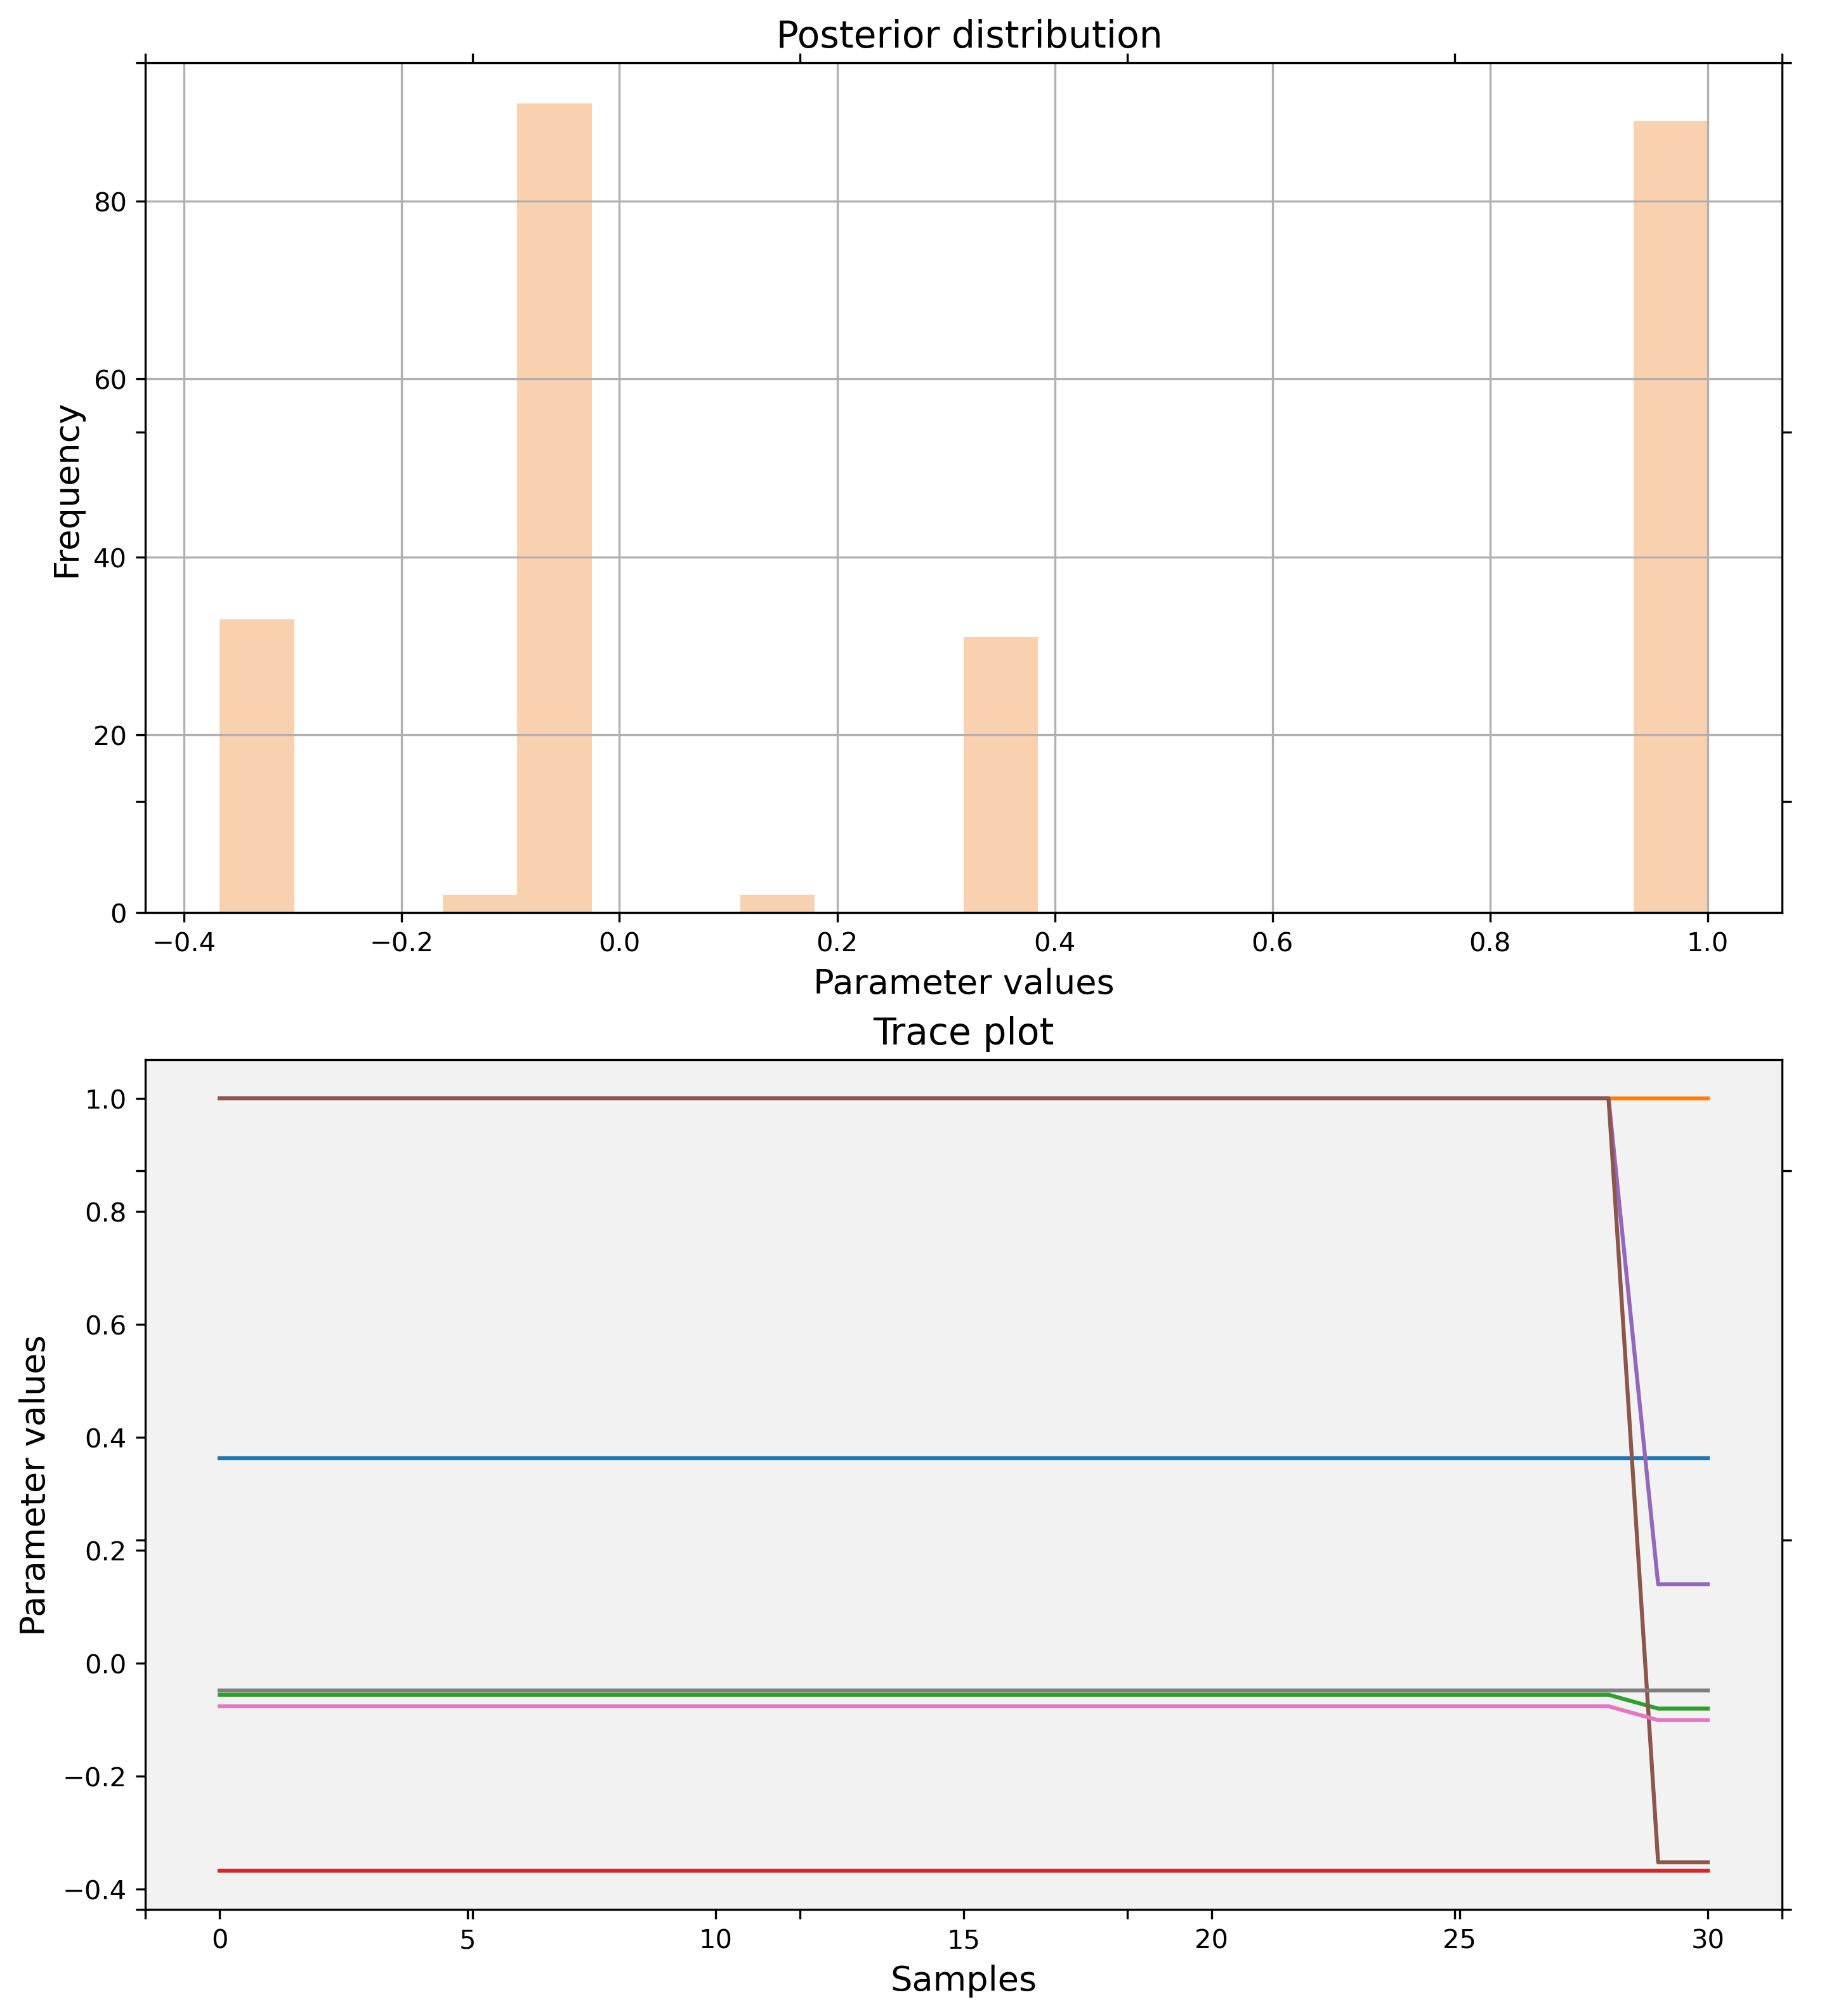 Posterior distribution
Frequency
80
60
40
20
0
−0.4 −0.2 0.0 0.2 0.4 0.6 0.8 1.0
Parameter values
Trace plot
Parameter values
1.0
0.8
0.6
0.4
0.2
0.0
−0.2
−0.4
0 5 10 15 20 25 30
Samples